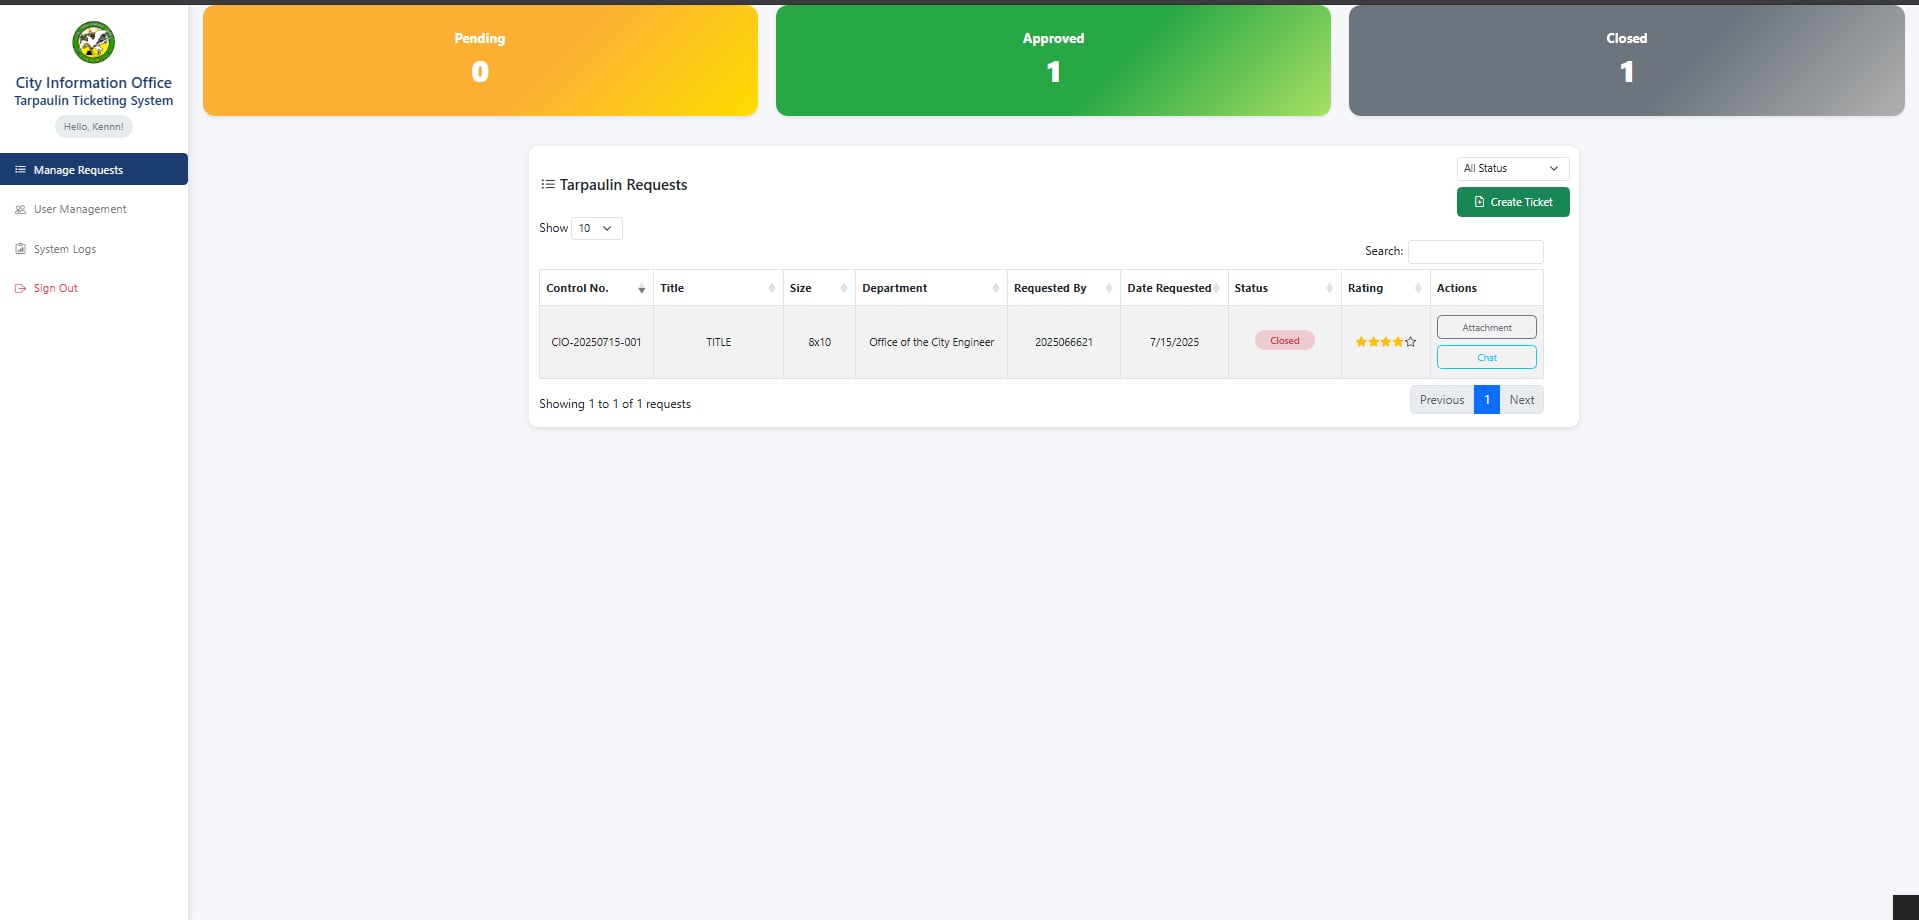 City Information Office
Tarpaulin Ticketing System
Hello, Kennn!
Manage Requests
User Management
System Logs
Sign Out
Pending
0
Approved
1
Closed
1
Tarpaulin Requests
All Status
Create Ticket
Show 10
Search:
Control No. Title Size Department Requested By Date Requested Status Rating Actions
CIO-20250715-001 TITLE 8x10 Office of the City Engineer 2025066621 7/15/2025 Closed Attachment
Chat
Showing 1 to 1 of 1 requests
Previous 1 Next